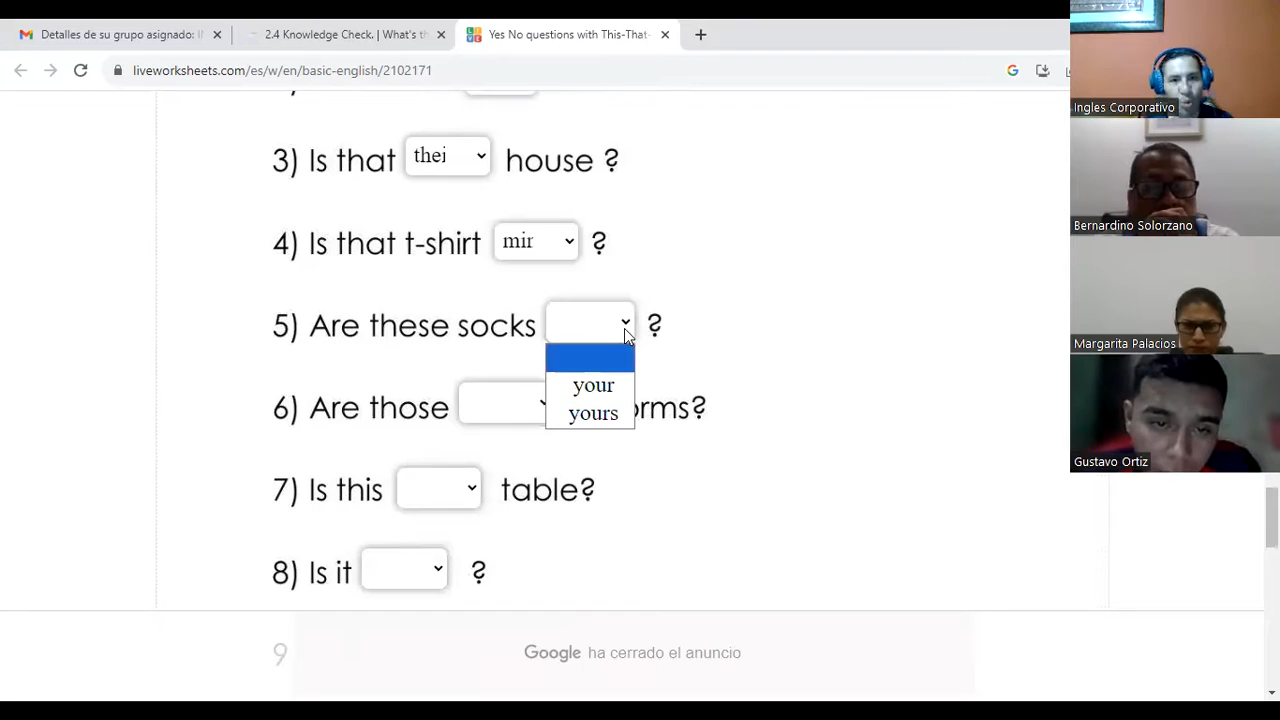 Detalles de su grupo asignado: I
2.4 Knowledge Check | What's
Yes No questions with This-That-
liveworksheets.com/es/w/en/basic-english/2102171
3) Is that thei house ?
4) Is that t-shirt mir ?
5) Are these socks ?
your
yours
6) Are those orms?
7) Is this table?
8) Is it ?
9
Google ha cerrado el anuncio
Ingles Corporativo
Bernardino Solorzano
Margarita Palacios
Gustavo Ortiz